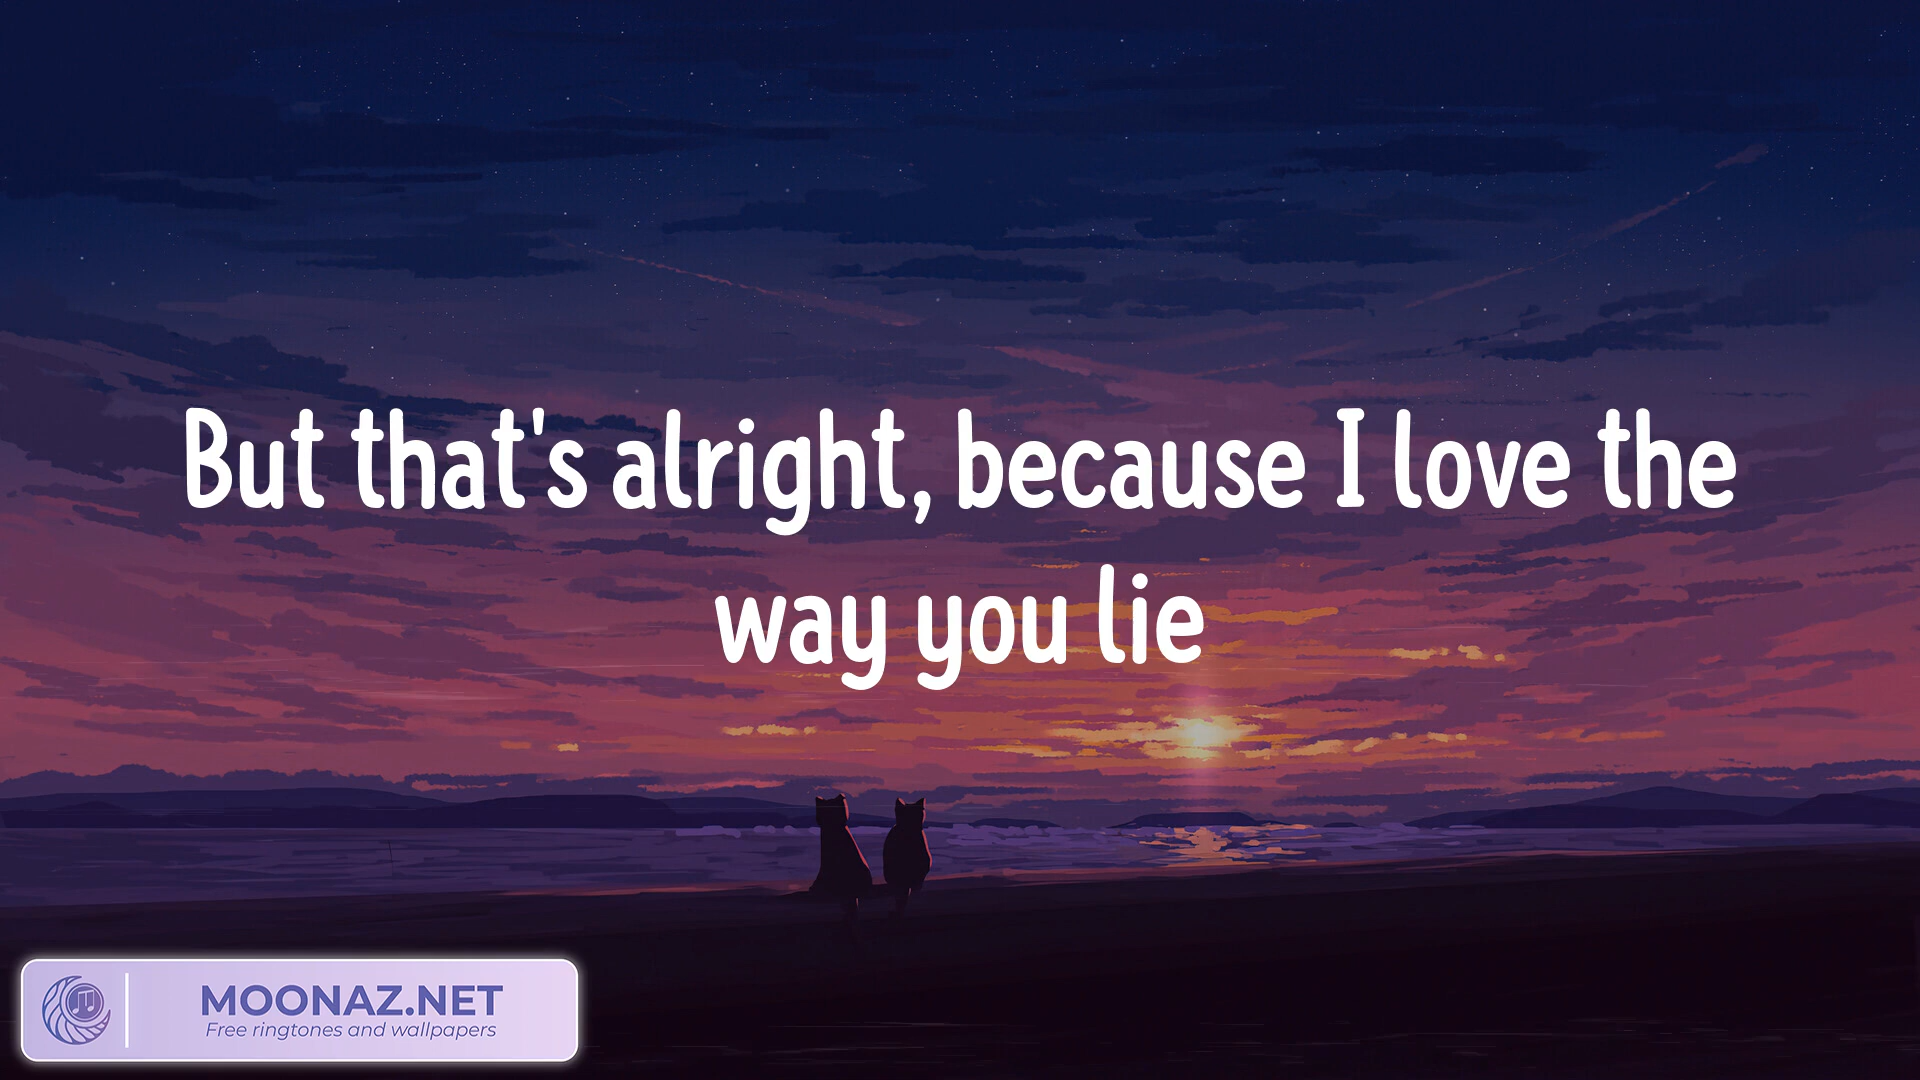 But that's alright, because I love the
way you lie
MOONAZ.NET
Free ringtones and wallpapers